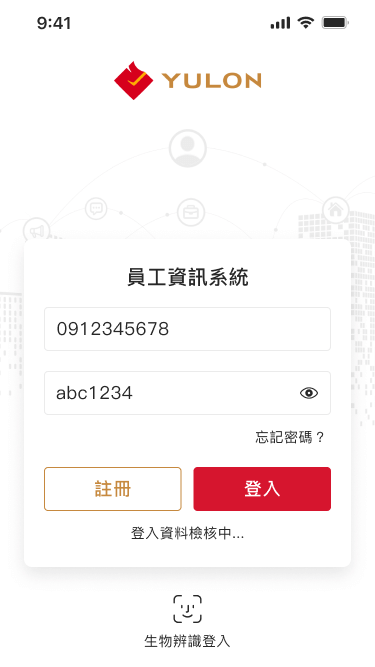 9:41
YULON
員工資訊系統
0912345678
abc1234
忘記密碼？
註冊
登入
登入資料檢核中...
生物辨識登入